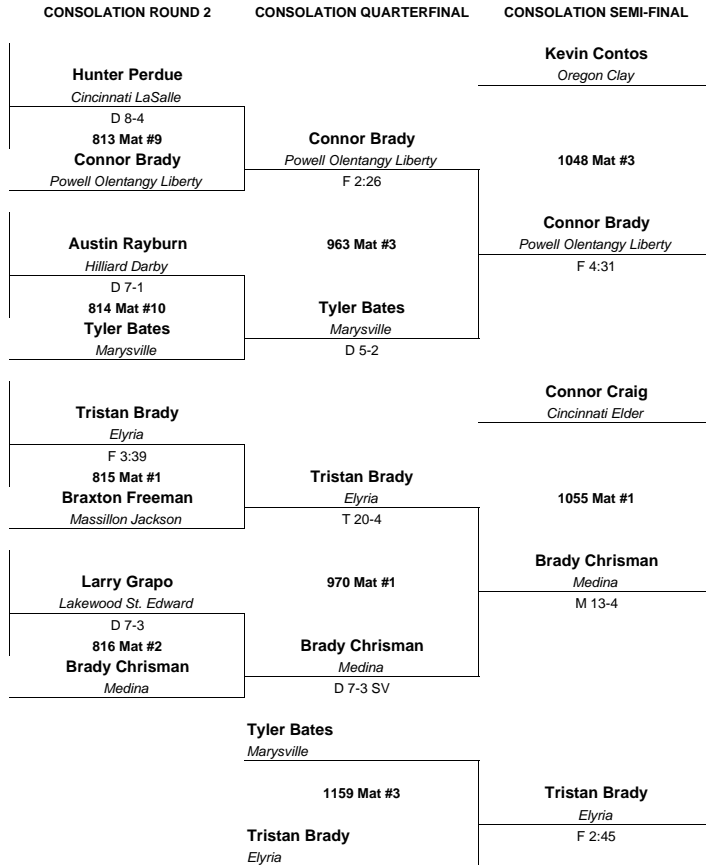 CONSOLATION ROUND 2
CONSOLATION QUARTERFINAL
CONSOLATION SEMI-FINAL
Hunter Perdue
Cincinnati LaSalle
D 8-4
813 Mat #9
Connor Brady
Powell Olentangy Liberty
Austin Rayburn
Hilliard Darby
D 7-1
814 Mat #10
Tyler Bates
Marysville
Tristan Brady
Elyria
F 3:39
815 Mat #1
Braxton Freeman
Massillon Jackson
Larry Grapo
Lakewood St. Edward
D 7-3
816 Mat #2
Brady Chrisman
Medina
Connor Brady
Powell Olentangy Liberty
F 2:26
963 Mat #3
Tyler Bates
Marysville
D 5-2
Tristan Brady
Elyria
T 20-4
970 Mat #1
Brady Chrisman
Medina
D 7-3 SV
Kevin Contos
Oregon Clay
1048 Mat #3
Connor Brady
Powell Olentangy Liberty
F 4:31
Connor Craig
Cincinnati Elder
1055 Mat #1
Brady Chrisman
Medina
M 13-4
Tyler Bates
Marysville
1159 Mat #3
Tristan Brady
Elyria
Tristan Brady
Elyria
F 2:45